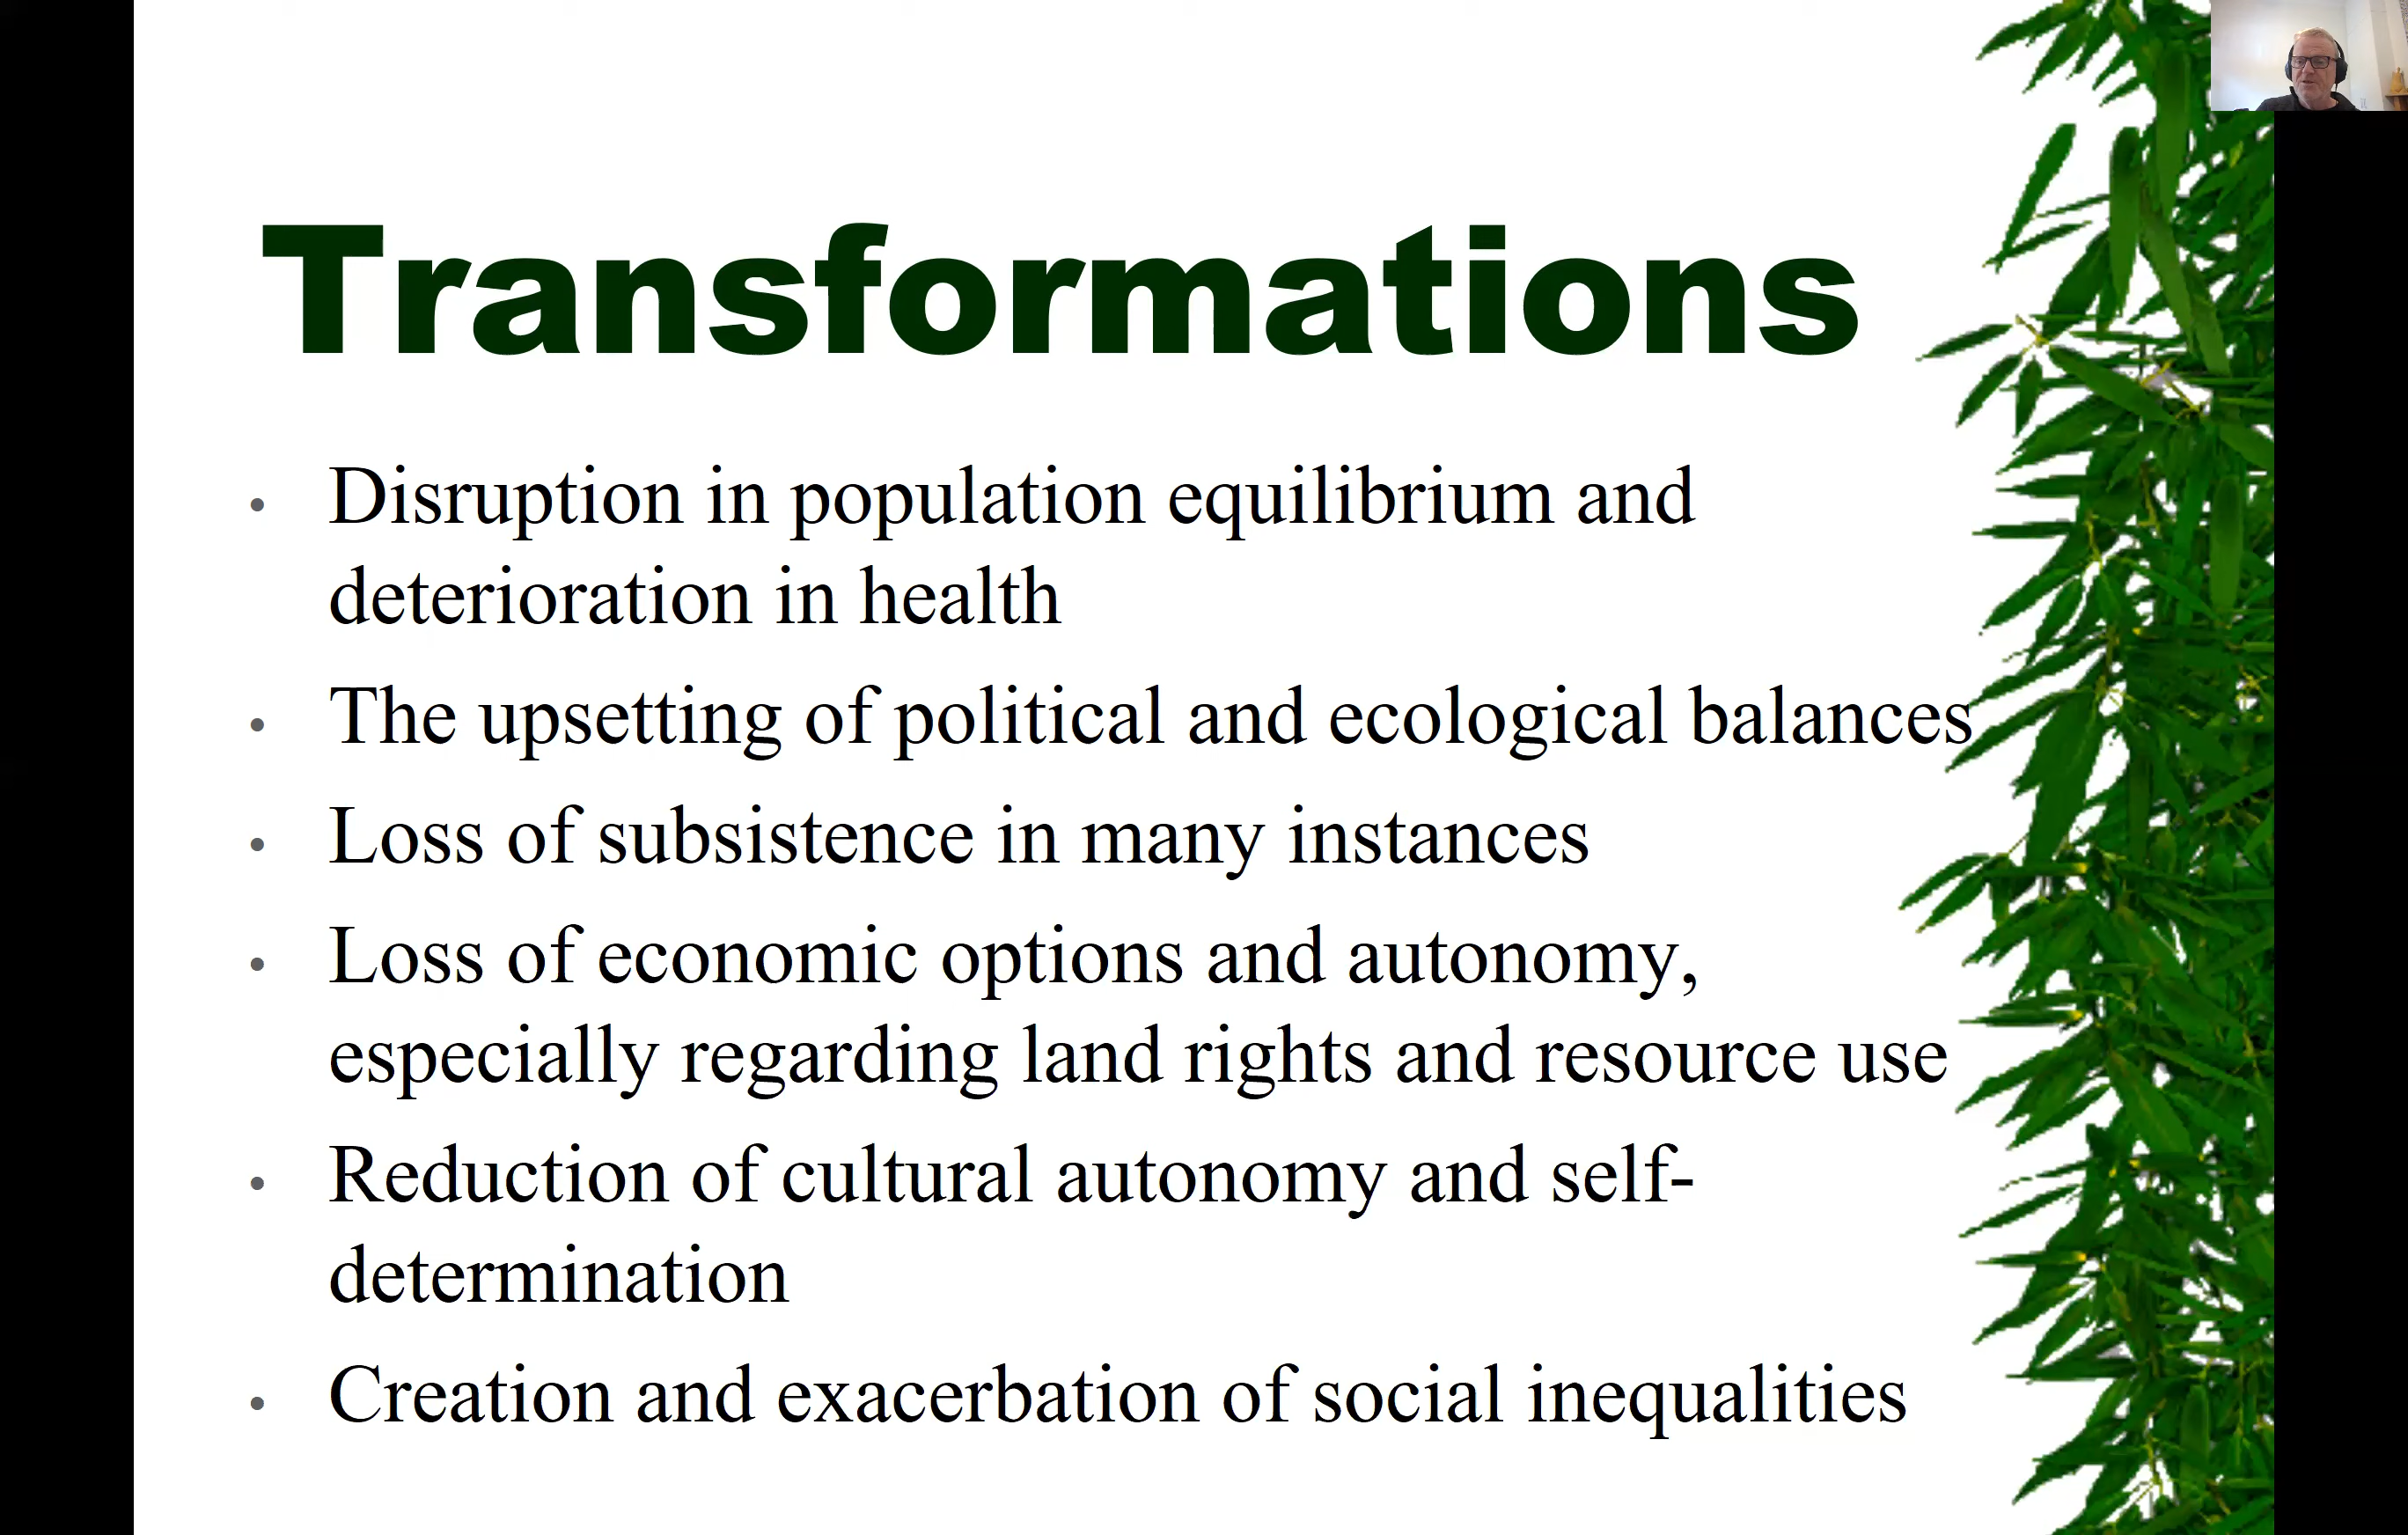 Transformations
• Disruption in population equilibrium and
deterioration in health
• The upsetting of political and ecological balances
• Loss of subsistence in many instances
• Loss of economic options and autonomy,
especially regarding land rights and resource use
• Reduction of cultural autonomy and self-
determination
• Creation and exacerbation of social inequalities